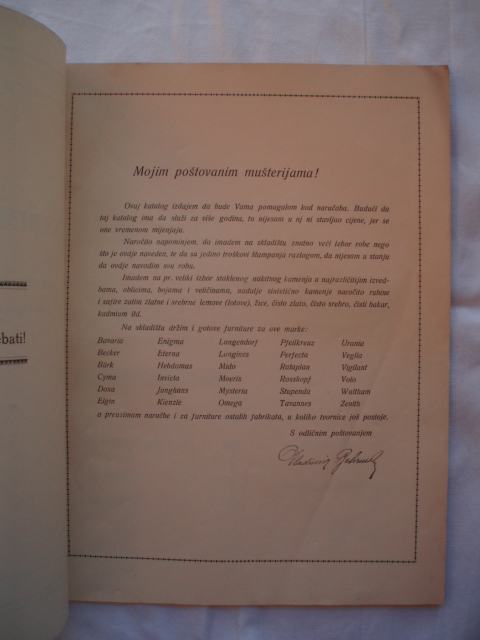 Mojim poštovanim mušterijama!
Ovaj katalog izdajem da bude Vama pomagalom kod naručaba. Budući da
taj katalog ima da služi za više godina, to nijesam u nj ni stavljao cijene, jer se
one vremenom mijenjaju.
Naročito napominjem, da imadem na skladištu znatno veći izbor robe nego
što je ovdje naveden, te da su jedino troškovi štampanja razlogom, da nijesam u stanju
da ovdje navodim svu robu.
Imadem na pr. veliki izbor staklenog nakitnog kamenja u najrazličitijim izved-
bama, oblicima, bojama i veličinama, nadalje sintetično kamenje naročito rubine
i safire zatim zlatne i srebrne lemove (lotove), žice, čisto zlato, čisto srebro, čisti bakar,
kadmium itd.
Na skladištu držim i gotove furniture za ove marke:
Bavaria Enigma Longendorf Pfeilkreuz Urania
Becker Eterna Longines Perfecta Veglia
Bürk Hebdomas Mato Rotaplan Vigilant
Cyma Invicta Moeris Rosskopf Volo
Doxa Junghans Mysteria Stupenda Waltham
Elgin Kienzle Omega Tavannes Zenith
a preuzimam naručbe i za furniture ostalih fabrikata, u koliko tvornice još postoje.
S odličnim poštovanjem
bati!